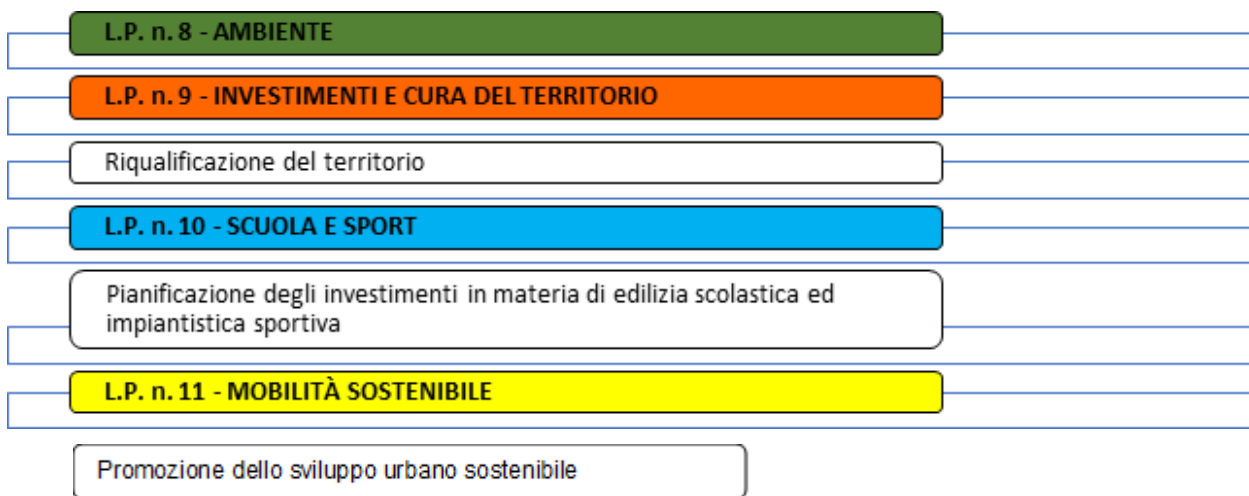 L.P. n. 8 - AMBIENTE
L.P. n. 9 - INVESTIMENTI E CURA DEL TERRITORIO
Riqualificazione del territorio
L.P. n. 10 - SCUOLA E SPORT
Pianificazione degli investimenti in materia di edilizia scolastica ed
impiantistica sportiva
L.P. n. 11 - MOBILITÀ SOSTENIBILE
Promozione dello sviluppo urbano sostenibile